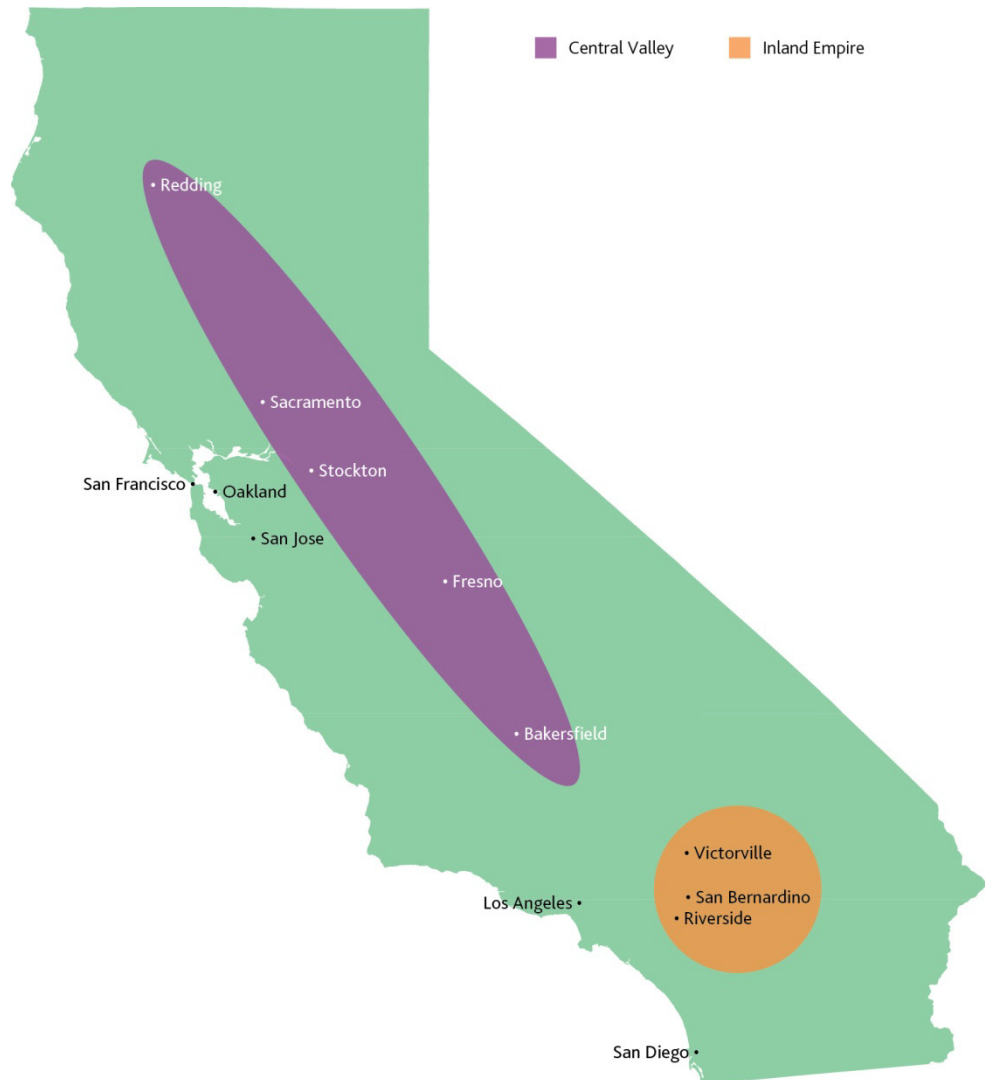 Central Valley
Inland Empire
Redding
Sacramento
Stockton
San Francisco
Oakland
San Jose
Fresno
Bakersfield
Victorville
San Bernardino
Los Angeles
Riverside
San Diego